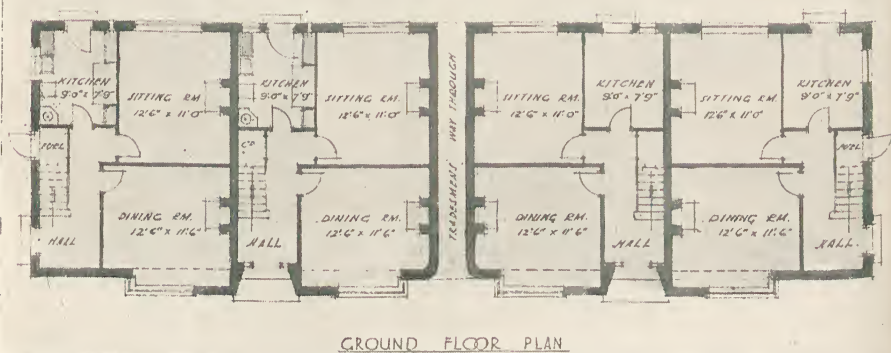 KITCHEN
9'0" x 7'9"
SITTING RM.
12'6" x 11'0"
FUEL
DINING RM.
12'6" x 11'6"
HALL
KITCHEN
9'0" x 7'9"
SITTING RM.
12'6" x 11'0"
CP
DINING RM.
12'6" x 11'6"
HALL
TRADESMENS' WAY THROUGH
SITTING RM.
12'6" x 11'0"
KITCHEN
9'0" x 7'9"
DINING RM.
12'6" x 11'6"
HALL
SITTING RM.
12'6" x 11'0"
KITCHEN
9'0" x 7'9"
FUEL
DINING RM.
12'6" x 11'6"
HALL
GROUND FLOOR PLAN